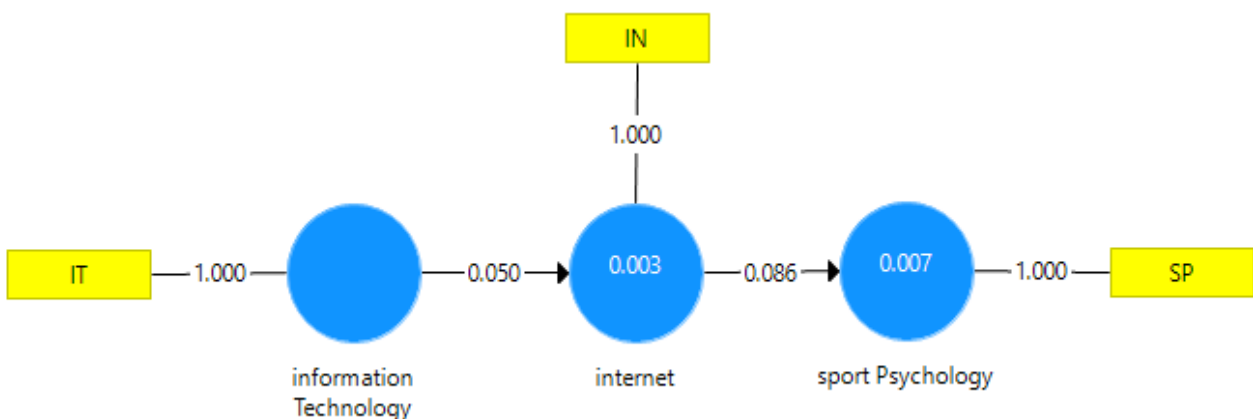 IN
1.000
IT
1.000
0.050
0.003
0.086
0.007
1.000
SP
information
Technology
internet
sport Psychology